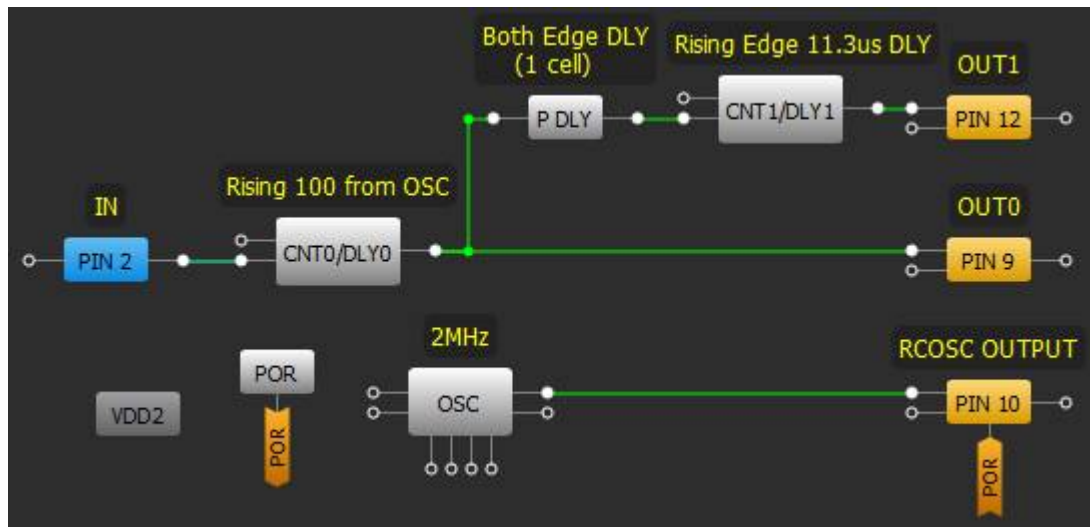 Both Edge DLY
(1 cell)
Rising Edge 11.3us DLY
OUT1
P DLY
CNT1/DLY1
PIN 12
Rising 100 from OSC
IN
OUT0
PIN 2
CNT0/DLY0
PIN 9
2MHz
RCOSC OUTPUT
POR
OSC
PIN 10
VDD2
POR
POR